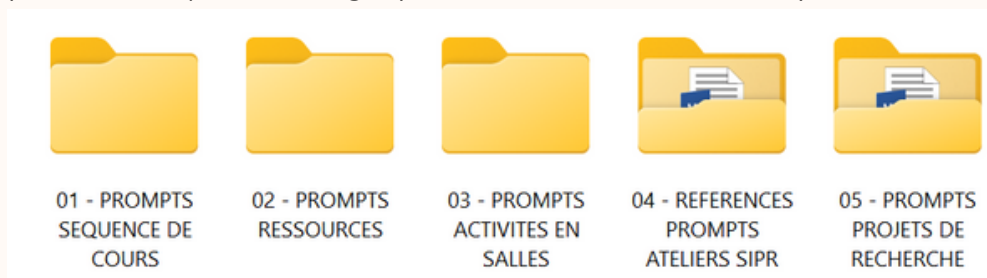 01 - PROMPTS
SEQUENCE DE
COURS
02 - PROMPTS
RESSOURCES
03 - PROMPTS
ACTIVITES EN
SALLES
04 - REFERENCES
PROMPTS
ATELIERS SIPR
05 - PROMPTS
PROJETS DE
RECHERCHE